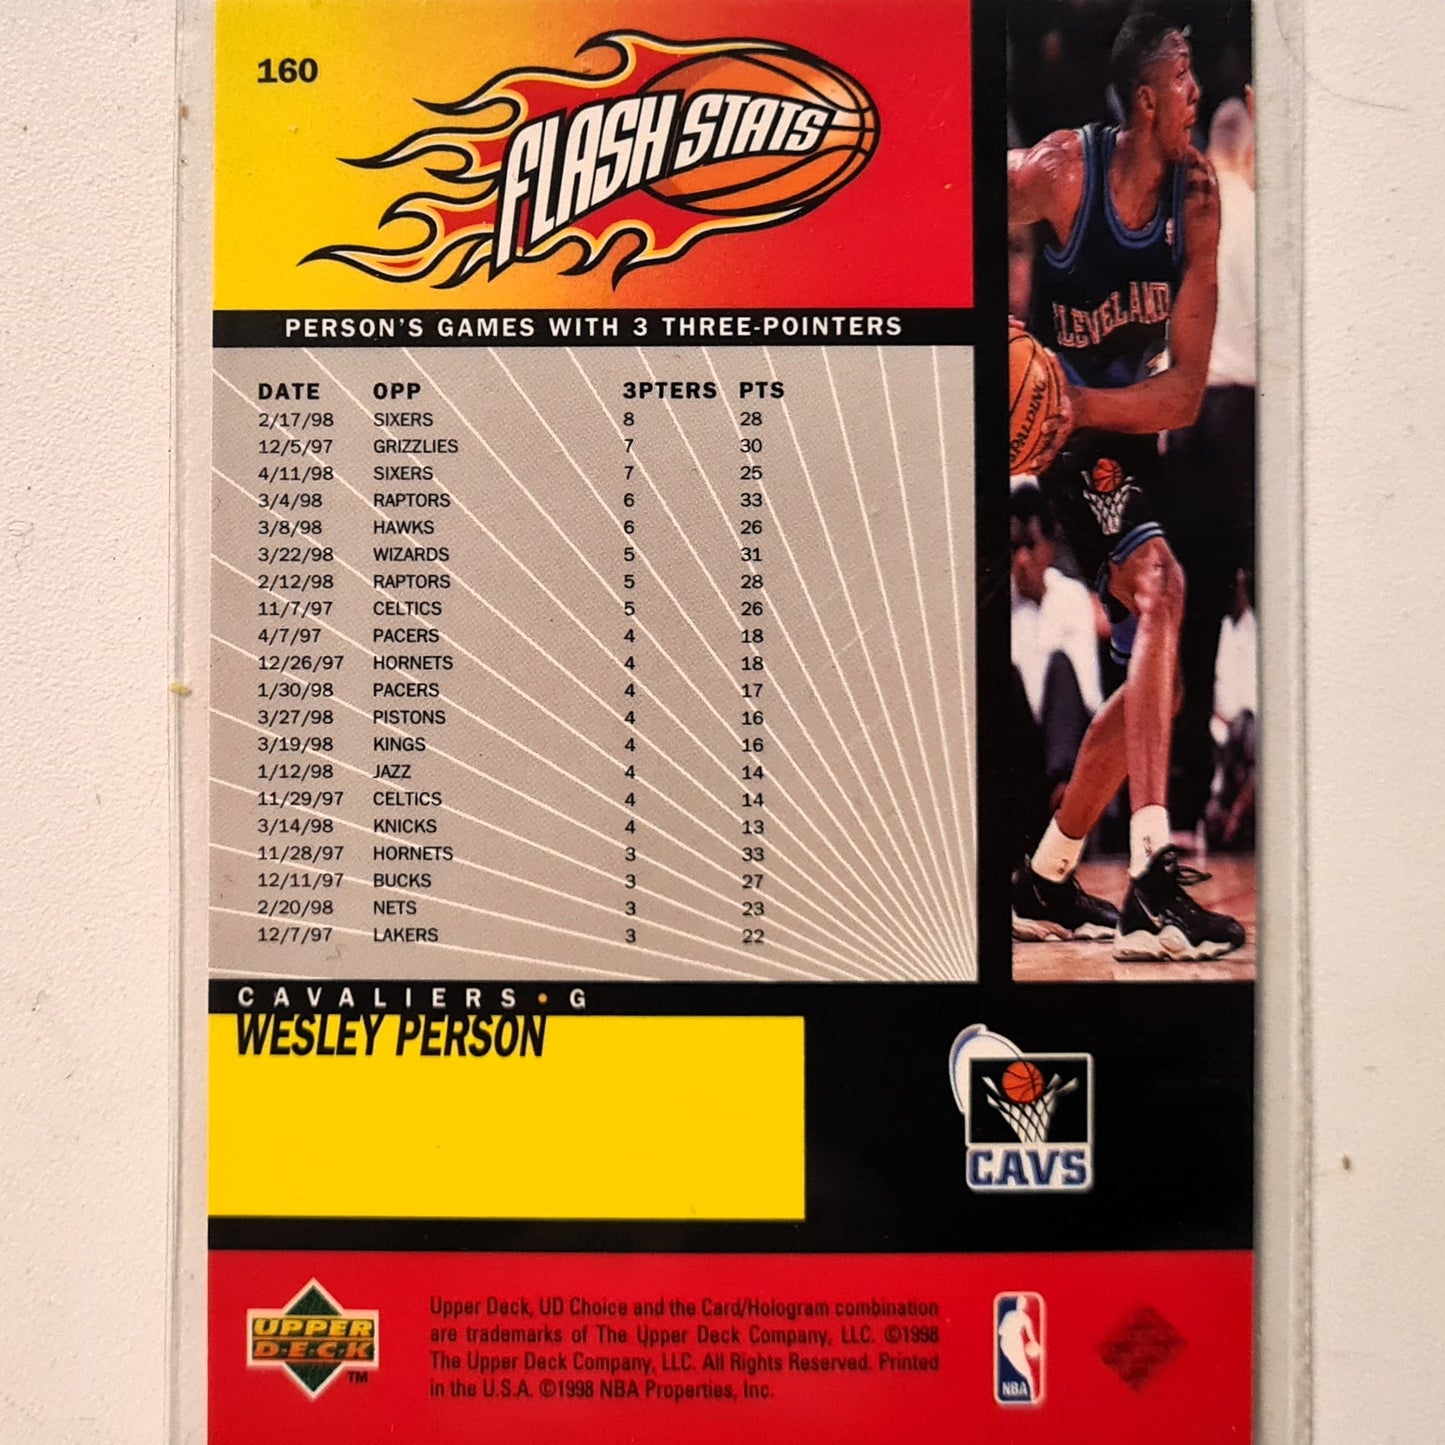 160
FLASH STATS
PERSON'S GAMES WITH 3 THREE-POINTERS
DATE OPP 3PTERS PTS
2/17/98 SIXERS 8 28
12/5/97 GRIZZLIES 7 30
4/11/98 SIXERS 7 25
3/4/98 RAPTORS 6 33
3/8/98 HAWKS 6 26
3/22/98 WIZARDS 5 31
2/12/98 RAPTORS 5 28
11/7/97 CELTICS 5 26
4/7/97 PACERS 4 18
12/26/97 HORNETS 4 18
1/30/98 PACERS 4 17
3/27/98 PISTONS 4 16
3/19/98 KINGS 4 16
1/12/98 JAZZ 4 14
11/29/97 CELTICS 4 14
3/14/98 KNICKS 4 13
11/28/97 HORNETS 3 33
12/11/97 BUCKS 3 27
2/20/98 NETS 3 23
12/7/97 LAKERS 3 22
CLEVELAND
SPALDING
CAVALIERS • G
WESLEY PERSON
CAVS
UPPER
DECK
TM
Upper Deck, UD Choice and the Card/Hologram combination
are trademarks of The Upper Deck Company, LLC. ©1998
The Upper Deck Company, LLC. All Rights Reserved. Printed
in the U.S.A. ©1998 NBA Properties, Inc.
NBA